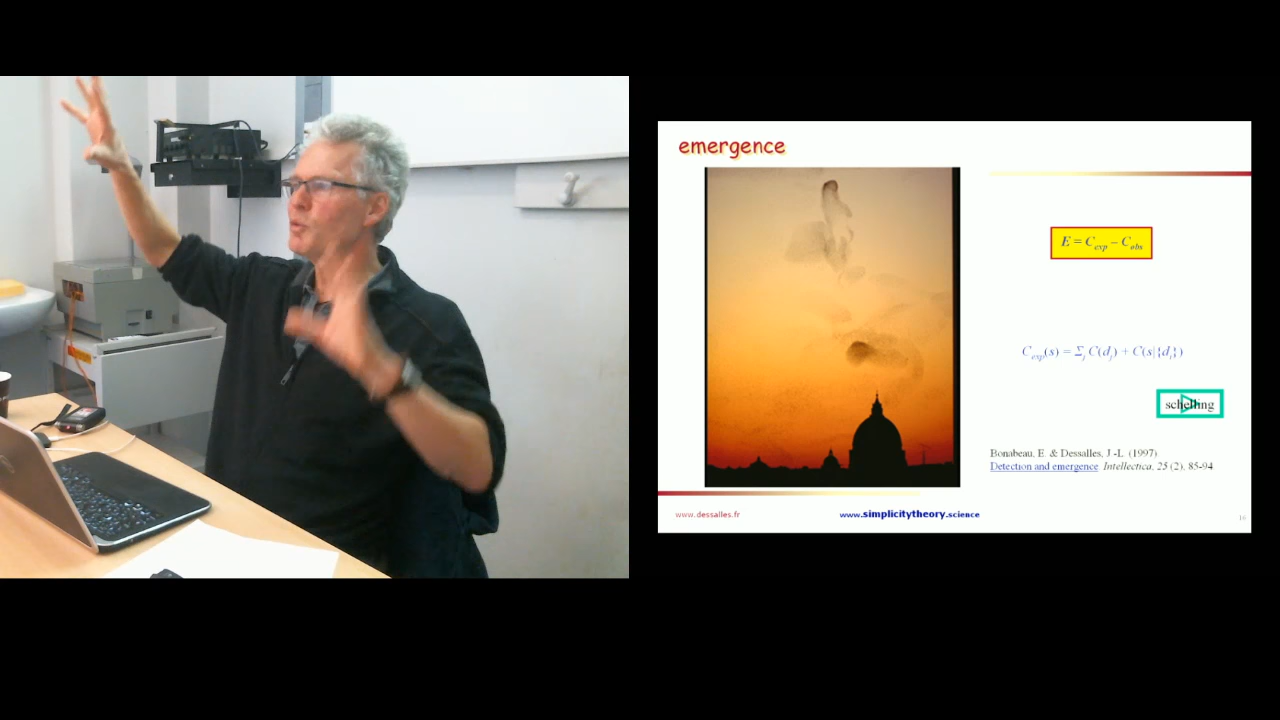 emergence
E = C_exp – C_obs
C_exp(s) = Σ_j C(d_j) + C(s|{d_j})
schelling
Bonabeau, E. & Dessalles, J.-L. (1997)
Detection and emergence. Intellectica, 25 (2), 85-94
www.dessalles.fr
www.simplicitytheory.science
16